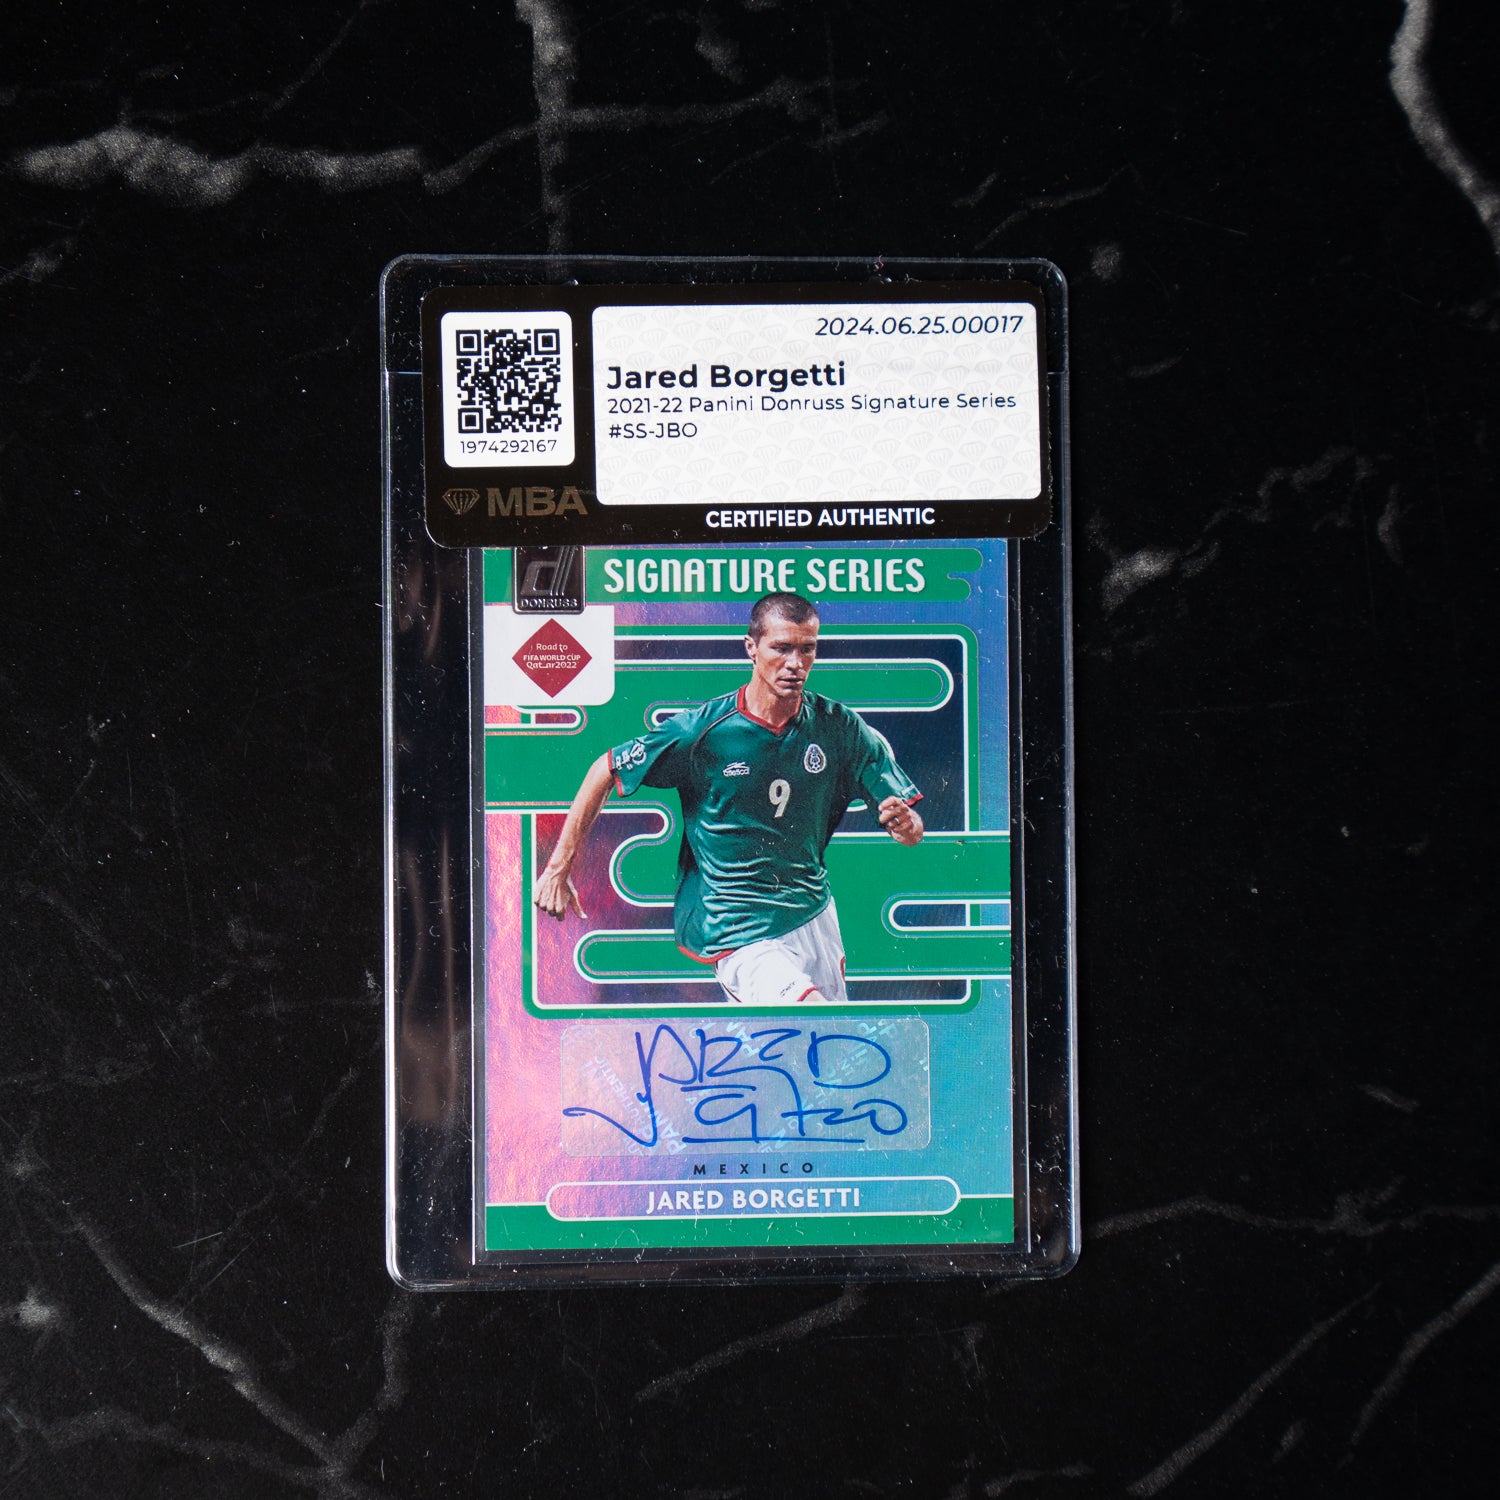 2024.06.25.00017
Jared Borgetti
2021-22 Panini Donruss Signature Series
#SS-JBO
1974292167
MBA
CERTIFIED AUTHENTIC
DONRUSS
SIGNATURE SERIES
Road to
FIFA WORLD CUP
Qatar2022
atletica
9
MEXICO
JARED BORGETTI